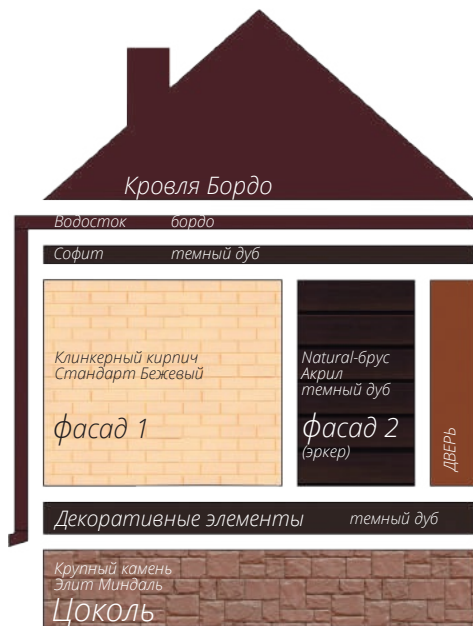 Кровля Бордо
Водосток бордо
Софит темный дуб
Клинкерный кирпич
Стандарт Бежевый
фасад 1
Natural-брус
Акрил
темный дуб
фасад 2
(эркер)
ДВЕРЬ
Декоративные элементы темный дуб
Крупный камень
Элит Миндаль
Цоколь